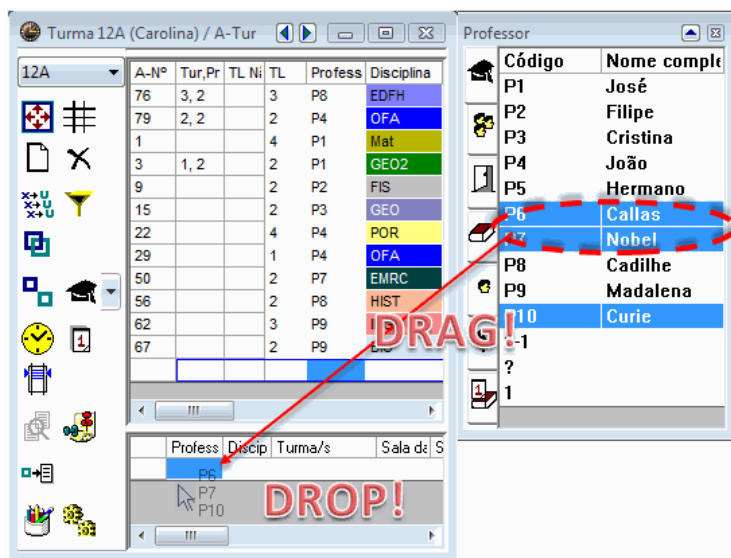 Turma 12A (Carolina) / A-Tur
12A
A-Nº Tur,Pr TL Ni TL Profess Disciplina
76 3, 2 3 P8 EDFH
79 2, 2 2 P4 OFA
1 4 P1 Mat
3 1, 2 2 P1 GEO2
9 2 P2 FIS
15 2 P3 GEO
22 4 P4 POR
29 1 P4 OFA
50 2 P7 EMRC
56 2 P8 HIST
62 3 P9
67 2 P9
Profess Discip Turma/s Sala da S
P6
P7
P10
DRAG!
DROP!
Professor
Código Nome comple
P1 José
P2 Filipe
P3 Cristina
P4 João
P5 Hermano
P6 Callas
P7 Nobel
P8 Cadilhe
P9 Madalena
P10 Curie
?-1
?
1